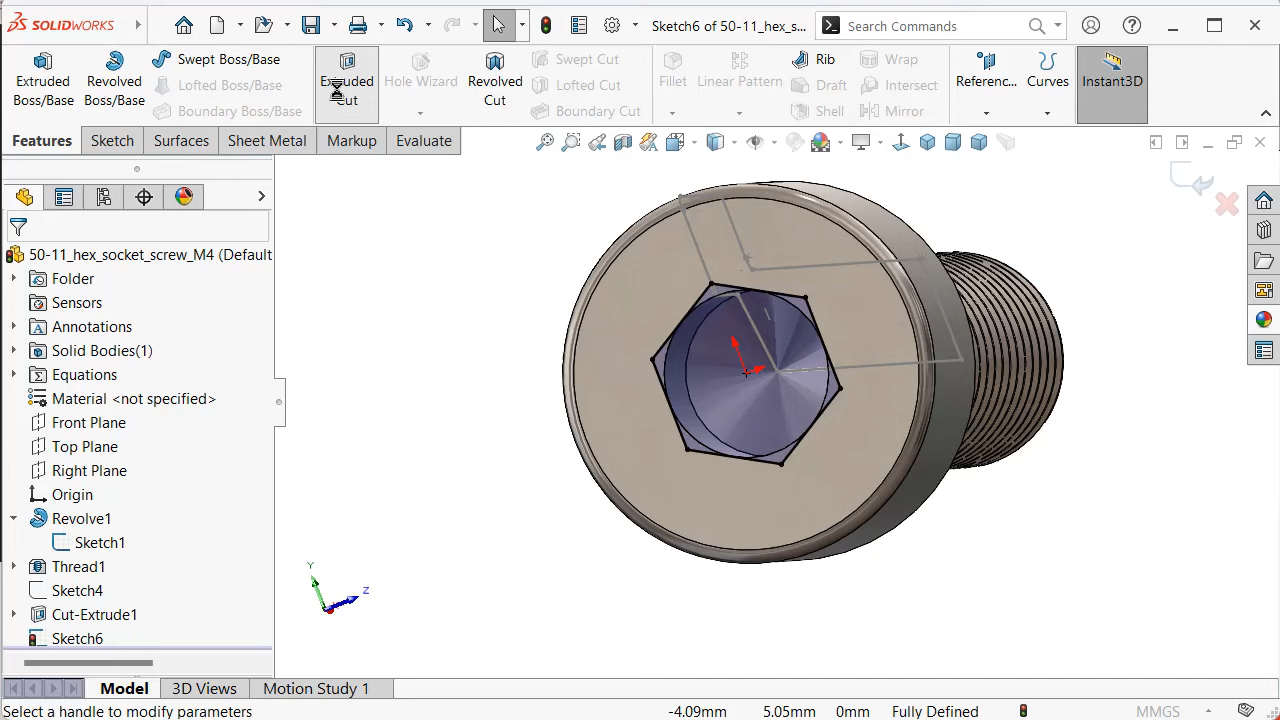 SOLIDWORKS
Sketch6 of 50-11_hex_s...
Search Commands
Extruded Boss/Base
Revolved Boss/Base
Swept Boss/Base
Lofted Boss/Base
Boundary Boss/Base
Extruded Cut
Hole Wizard
Revolved Cut
Swept Cut
Lofted Cut
Boundary Cut
Fillet
Linear Pattern
Rib
Draft
Shell
Wrap
Intersect
Mirror
Referenc...
Curves
Instant3D
Features
Sketch
Surfaces
Sheet Metal
Markup
Evaluate
50-11_hex_socket_screw_M4 (Default
Folder
Sensors
Annotations
Solid Bodies(1)
Equations
Material <not specified>
Front Plane
Top Plane
Right Plane
Origin
Revolve1
Sketch1
Thread1
Sketch4
Cut-Extrude1
Sketch6
Y
Z
Model
3D Views
Motion Study 1
Select a handle to modify parameters
-4.09mm
5.05mm
0mm
Fully Defined
MMGS